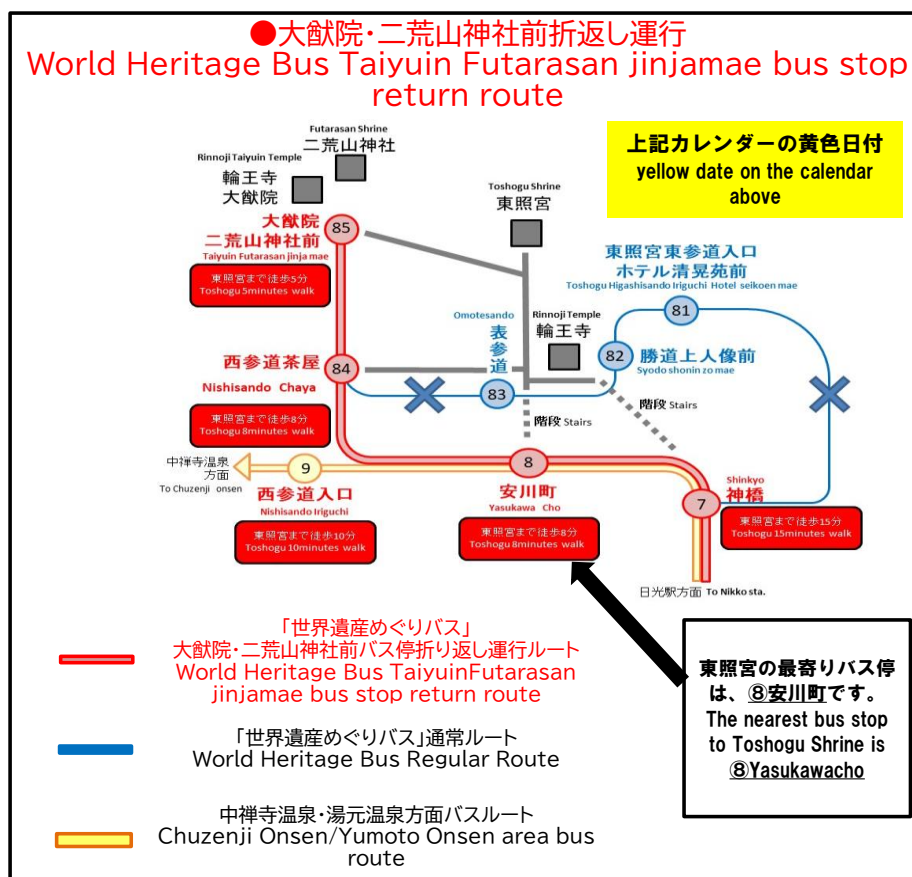 ●大猷院・二荒山神社前折返し運行
World Heritage Bus Taiyuin Futarasan jinjamae bus stop
return route
上記カレンダーの黄色日付
yellow date on the calendar
above
Futarasan Shrine
二荒山神社
Rinnoji Taiyuin Temple
輪王寺
大猷院
Toshogu Shrine
東照宮
大猷院
二荒山神社前
Taiyuin Futarasan jinja mae
85
東照宮まで徒歩5分
Toshogu 5minutes walk
東照宮東参道入口
ホテル清晃苑前
Toshogu Higashisando Iriguchi Hotel seikoen mae
81
Omotesando
表参道
83
Rinnoji Temple
輪王寺
82
勝道上人像前
Syodo shonin zo mae
西参道茶屋
Nishisando Chaya
84
東照宮まで徒歩8分
Toshogu 8minutes walk
階段 Stairs
階段 Stairs
中禅寺温泉
方面
To Chuzenji onsen
9
西参道入口
Nishisando Iriguchi
東照宮まで徒歩10分
Toshogu 10minutes walk
8
安川町
Yasukawa Cho
東照宮まで徒歩8分
Toshogu 8minutes walk
Shinkyo
神橋
7
東照宮まで徒歩15分
Toshogu 15minutes walk
日光駅方面 To Nikko sta.
「世界遺産めぐりバス」
大猷院・二荒山神社前バス停折り返し運行ルート
World Heritage Bus TaiyuinFutarasan
jinjamae bus stop return route
「世界遺産めぐりバス」通常ルート
World Heritage Bus Regular Route
中禅寺温泉・湯元温泉方面バスルート
Chuzenji Onsen/Yumoto Onsen area bus
route
東照宮の最寄りバス停
は、⑧安川町です。
The nearest bus stop
to Toshogu Shrine is
⑧Yasukawacho